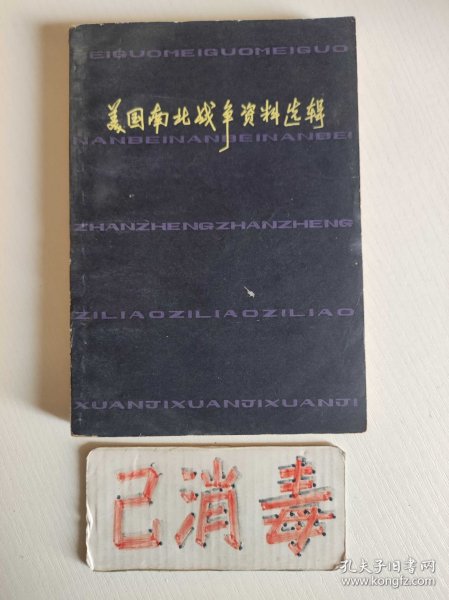 MEIGUOMEIGUOMEIGUO
美国南北战争资料选辑
NANBEINANBEINANBEI
ZHANZHENGZHANZHENG
ZILIAOZILIAOZILIAO
XUANJIXUANJIXUANJI
已消毒
孔夫子旧书网
www.kongfz.com